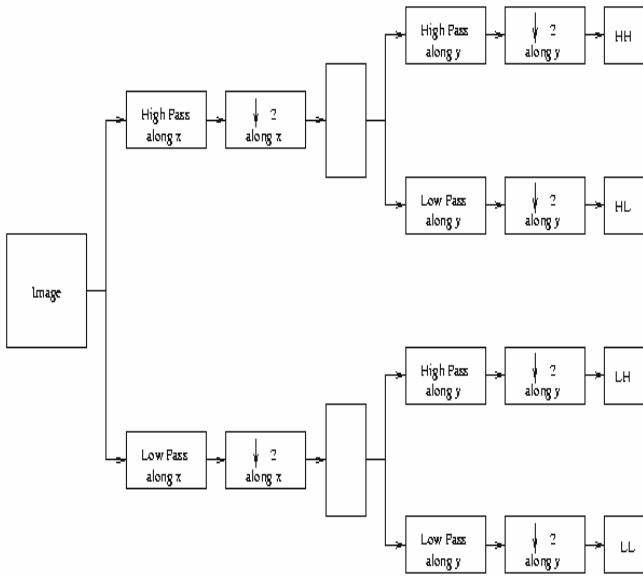 High Pass
along y
↓ 2
along y
HH
High Pass
along x
↓ 2
along x
Low Pass
along y
↓ 2
along y
HL
Image
High Pass
along y
↓ 2
along y
LH
Low Pass
along x
↓ 2
along x
Low Pass
along y
↓ 2
along y
LL